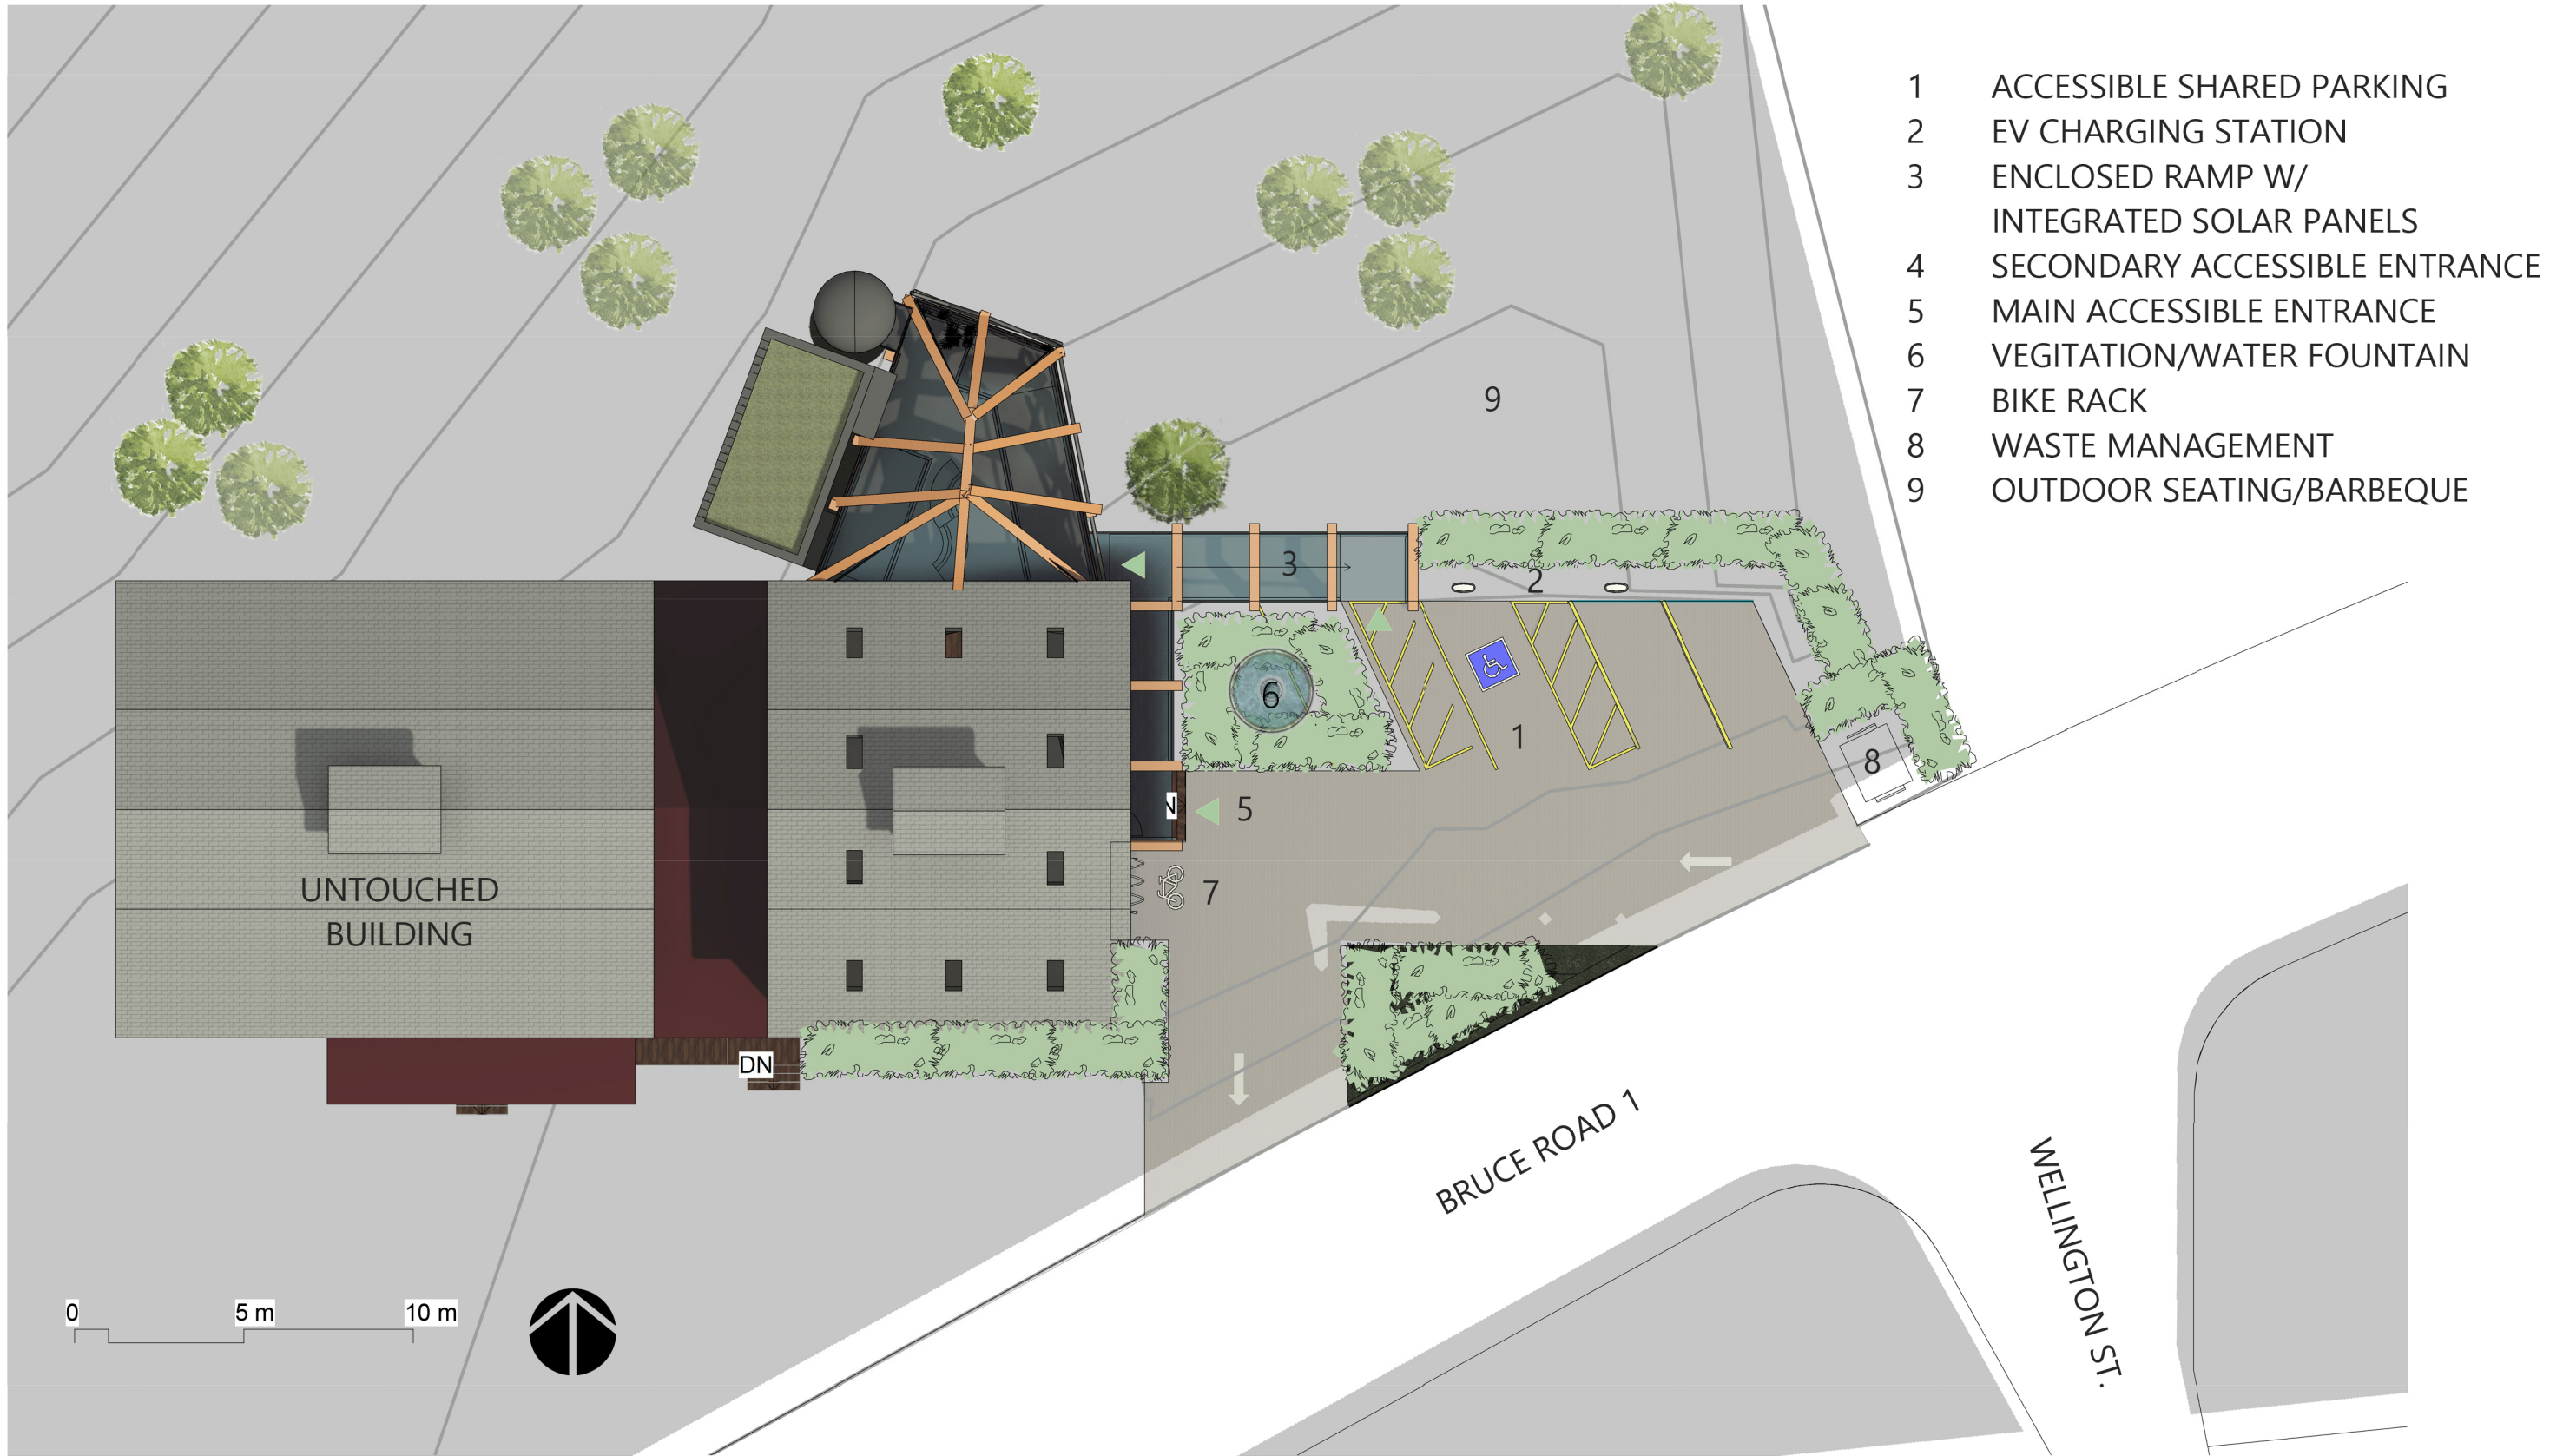 1 ACCESSIBLE SHARED PARKING
2 EV CHARGING STATION
3 ENCLOSED RAMP W/
INTEGRATED SOLAR PANELS
4 SECONDARY ACCESSIBLE ENTRANCE
5 MAIN ACCESSIBLE ENTRANCE
6 VEGITATION/WATER FOUNTAIN
7 BIKE RACK
8 WASTE MANAGEMENT
9 OUTDOOR SEATING/BARBEQUE
9
3
2
6
1
8
N
5
7
UNTOUCHED
BUILDING
DN
BRUCE ROAD 1
WELLINGTON ST.
0 5 m 10 m